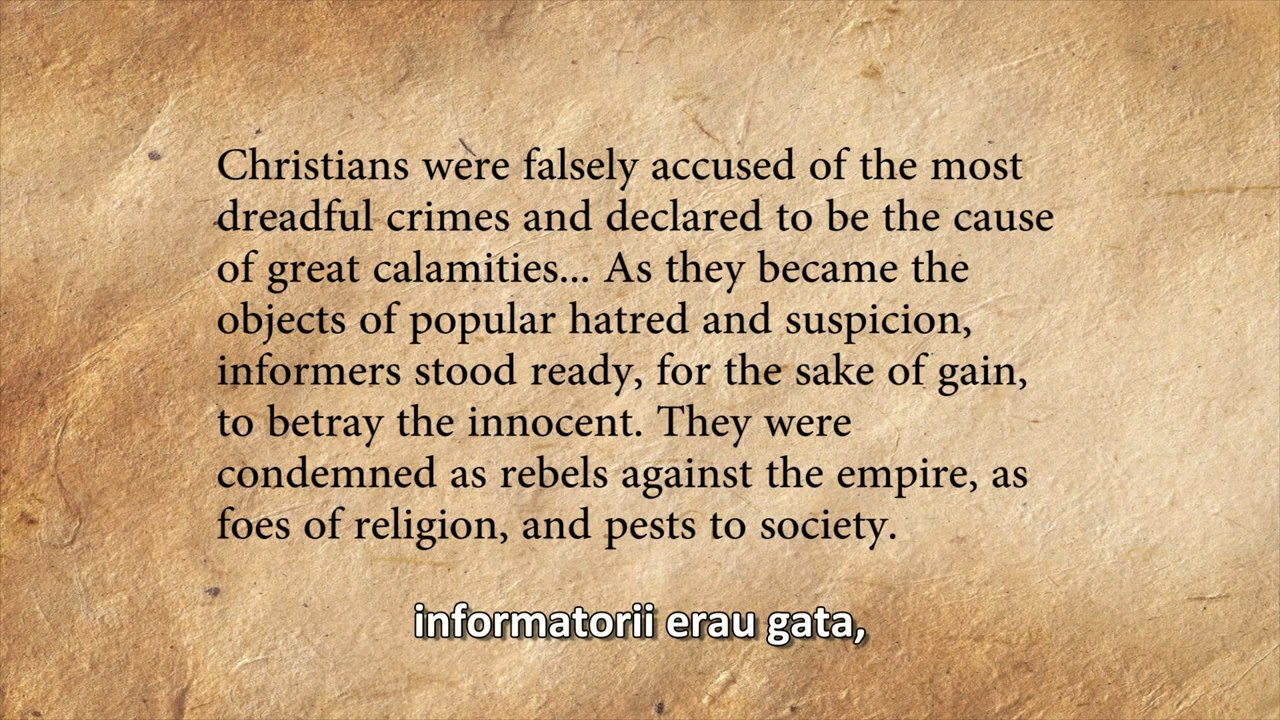 Christians were falsely accused of the most
dreadful crimes and declared to be the cause
of great calamities... As they became the
objects of popular hatred and suspicion,
informers stood ready, for the sake of gain,
to betray the innocent. They were
condemned as rebels against the empire, as
foes of religion, and pests to society.
informatorii erau gata,